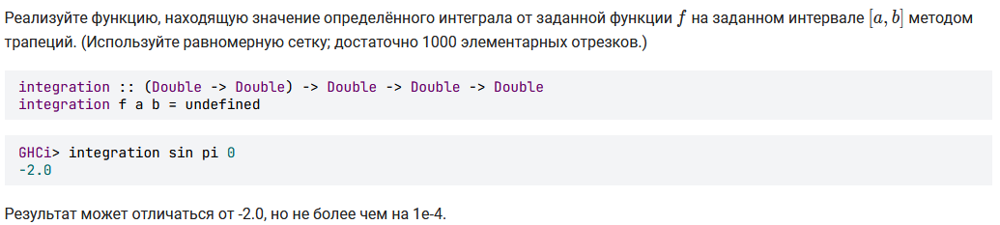 Реализуйте функцию, находящую значение определённого интеграла от заданной функции f на заданном интервале [a, b] методом
трапеций. (Используйте равномерную сетку; достаточно 1000 элементарных отрезков.)
integration :: (Double -> Double) -> Double -> Double -> Double
integration f a b = undefined
GHCi> integration sin pi 0
-2.0
Результат может отличаться от -2.0, но не более чем на 1e-4.